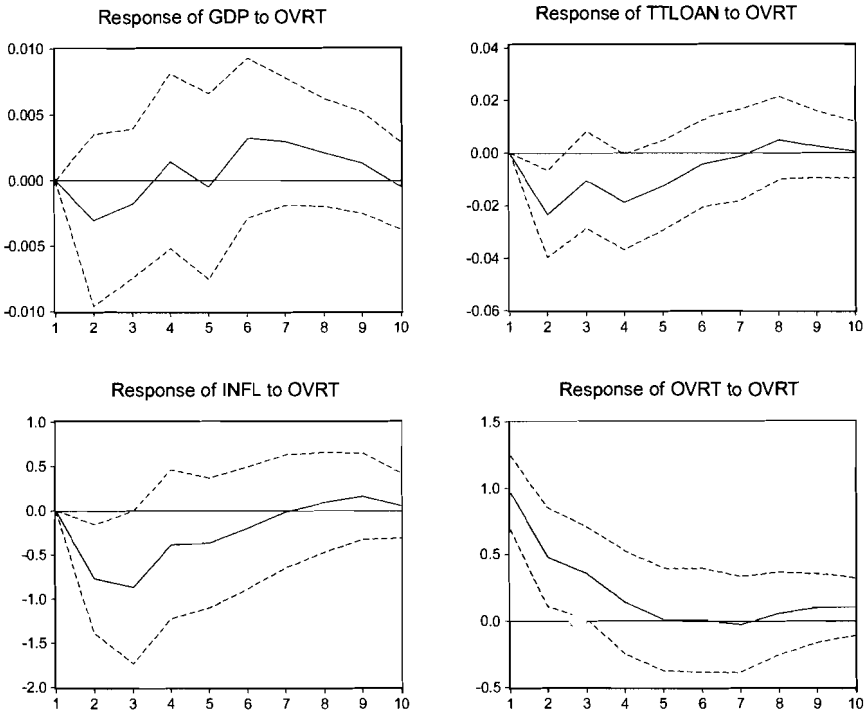 Response of GDP to OVRT
0.010
0.005
0.000
-0.005
-0.010
1 2 3 4 5 6 7 8 9 10
Response of TTLOAN to OVRT
0.04
0.02
0.00
-0.02
-0.04
-0.06
1 2 3 4 5 6 7 8 9 10
Response of INFL to OVRT
1.0
0.5
0.0
-0.5
-1.0
-1.5
-2.0
1 2 3 4 5 6 7 8 9 10
Response of OVRT to OVRT
1.5
1.0
0.5
0.0
-0.5
1 2 3 4 5 6 7 8 9 10